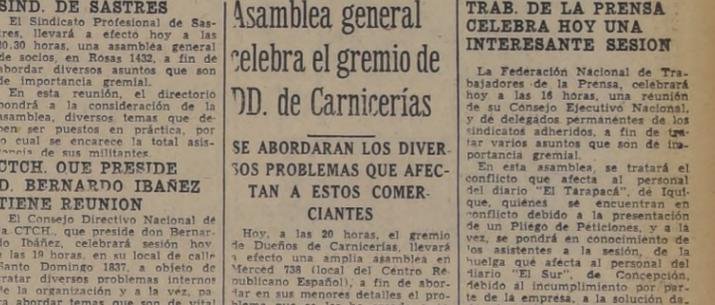 SIND. DE SASTRES
El Sindicato Profesional de Sas-
tres, llevará a efecto hoy a las
20,30 horas, una asamblea general
de socios, en Rosas 1432, a fin de
abordar diversos asuntos que son
de importancia gremial.
En esta reunión, el directorio
pondrá a la consideración de la
asamblea, diversos temas que de-
ben ser puestos en práctica, por
lo cual se encarece la total asis-
tencia de sus militantes.
CTCH. QUE PRESIDE
D. BERNARDO IBAÑEZ
TIENE REUNION
El Consejo Directivo Nacional de
la CTCH., que preside don Bernar-
do Ibáñez, celebrará sesión hoy
a las 19 horas, en su local de calle
Santo Domingo 1837, a objeto de
tratar diversos problemas internos
de la organización y a la vez, pa-
ra abordar temas que son de vital
Asamblea general
celebra el gremio de
DD. de Carnicerías
SE ABORDARAN LOS DIVER-
SOS PROBLEMAS QUE AFEC-
TAN A ESTOS COMER-
CIANTES
Hoy, a las 20 horas, el gremio
de Dueños de Carnicerías, llevará
a efecto una amplia asamblea en
Merced 738 (local del Centro Re-
publicano Español), a fin de abor-
dar en sus menores detalles el pro-
TRAB. DE LA PRENSA
CELEBRA HOY UNA
INTERESANTE SESION
La Federación Nacional de Tra-
bajadores de la Prensa, celebrará
hoy a las 16 horas, una reunión
de su Consejo Ejecutivo Nacional,
y de delegados permanentes de los
sindicatos adheridos, a fin de tra-
tar varios asuntos que son de im-
portancia gremial.
En esta asamblea, se tratará el
conflicto que afecta al personal
del diario "El Tarapacá", de Iqui-
que, quiénes se encuentran en
conflicto debido a la presentación
de un Pliego de Peticiones, y a la
vez, se pondrá en conocimiento de
los asistentes a la sesión, de la
huelga que afecta al personal del
diario "El Sur", de Concepción,
debido al incumplimiento por par-
te de la empresa, a la solución da-